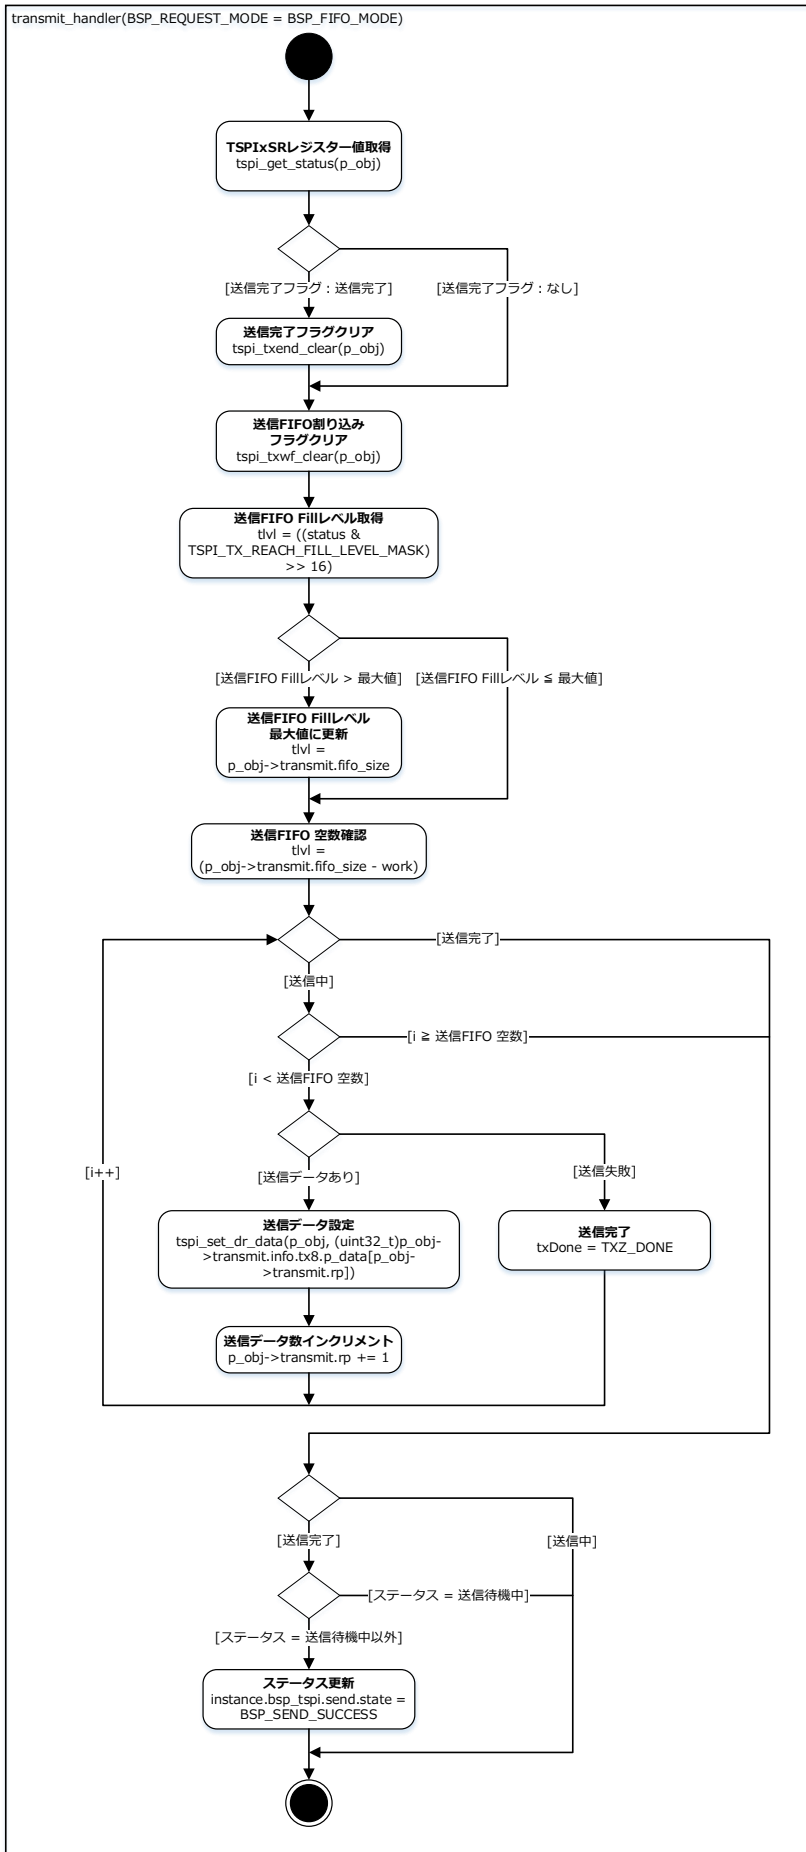 transmit_handler(BSP_REQUEST_MODE = BSP_FIFO_MODE)
TSPIxSRレジスター値取得
tspi_get_status(p_obj)
[送信完了フラグ : 送信完了]
[送信完了フラグ : なし]
送信完了フラグクリア
tspi_txend_clear(p_obj)
送信FIFO割り込み
フラグクリア
tspi_txwf_clear(p_obj)
送信FIFO Fillレベル取得
tlvl = ((status &
TSPI_TX_REACH_FILL_LEVEL_MASK)
>> 16)
[送信FIFO Fillレベル > 最大値]
[送信FIFO Fillレベル ≦ 最大値]
送信FIFO Fillレベル
最大値に更新
tlvl =
p_obj->transmit.fifo_size
送信FIFO 空数確認
tlvl =
(p_obj->transmit.fifo_size - work)
[送信完了]
[送信中]
[i ≧ 送信FIFO 空数]
[i < 送信FIFO 空数]
[i++]
[送信データあり]
[送信失敗]
送信データ設定
tspi_set_dr_data(p_obj, (uint32_t)p_obj-
>transmit.info.tx8.p_data[p_obj-
>transmit.rp])
送信完了
txDone = TXZ_DONE
送信データ数インクリメント
p_obj->transmit.rp += 1
[送信完了]
[送信中]
[ステータス = 送信待機中]
[ステータス = 送信待機中以外]
ステータス更新
instance.bsp_tspi.send.state =
BSP_SEND_SUCCESS